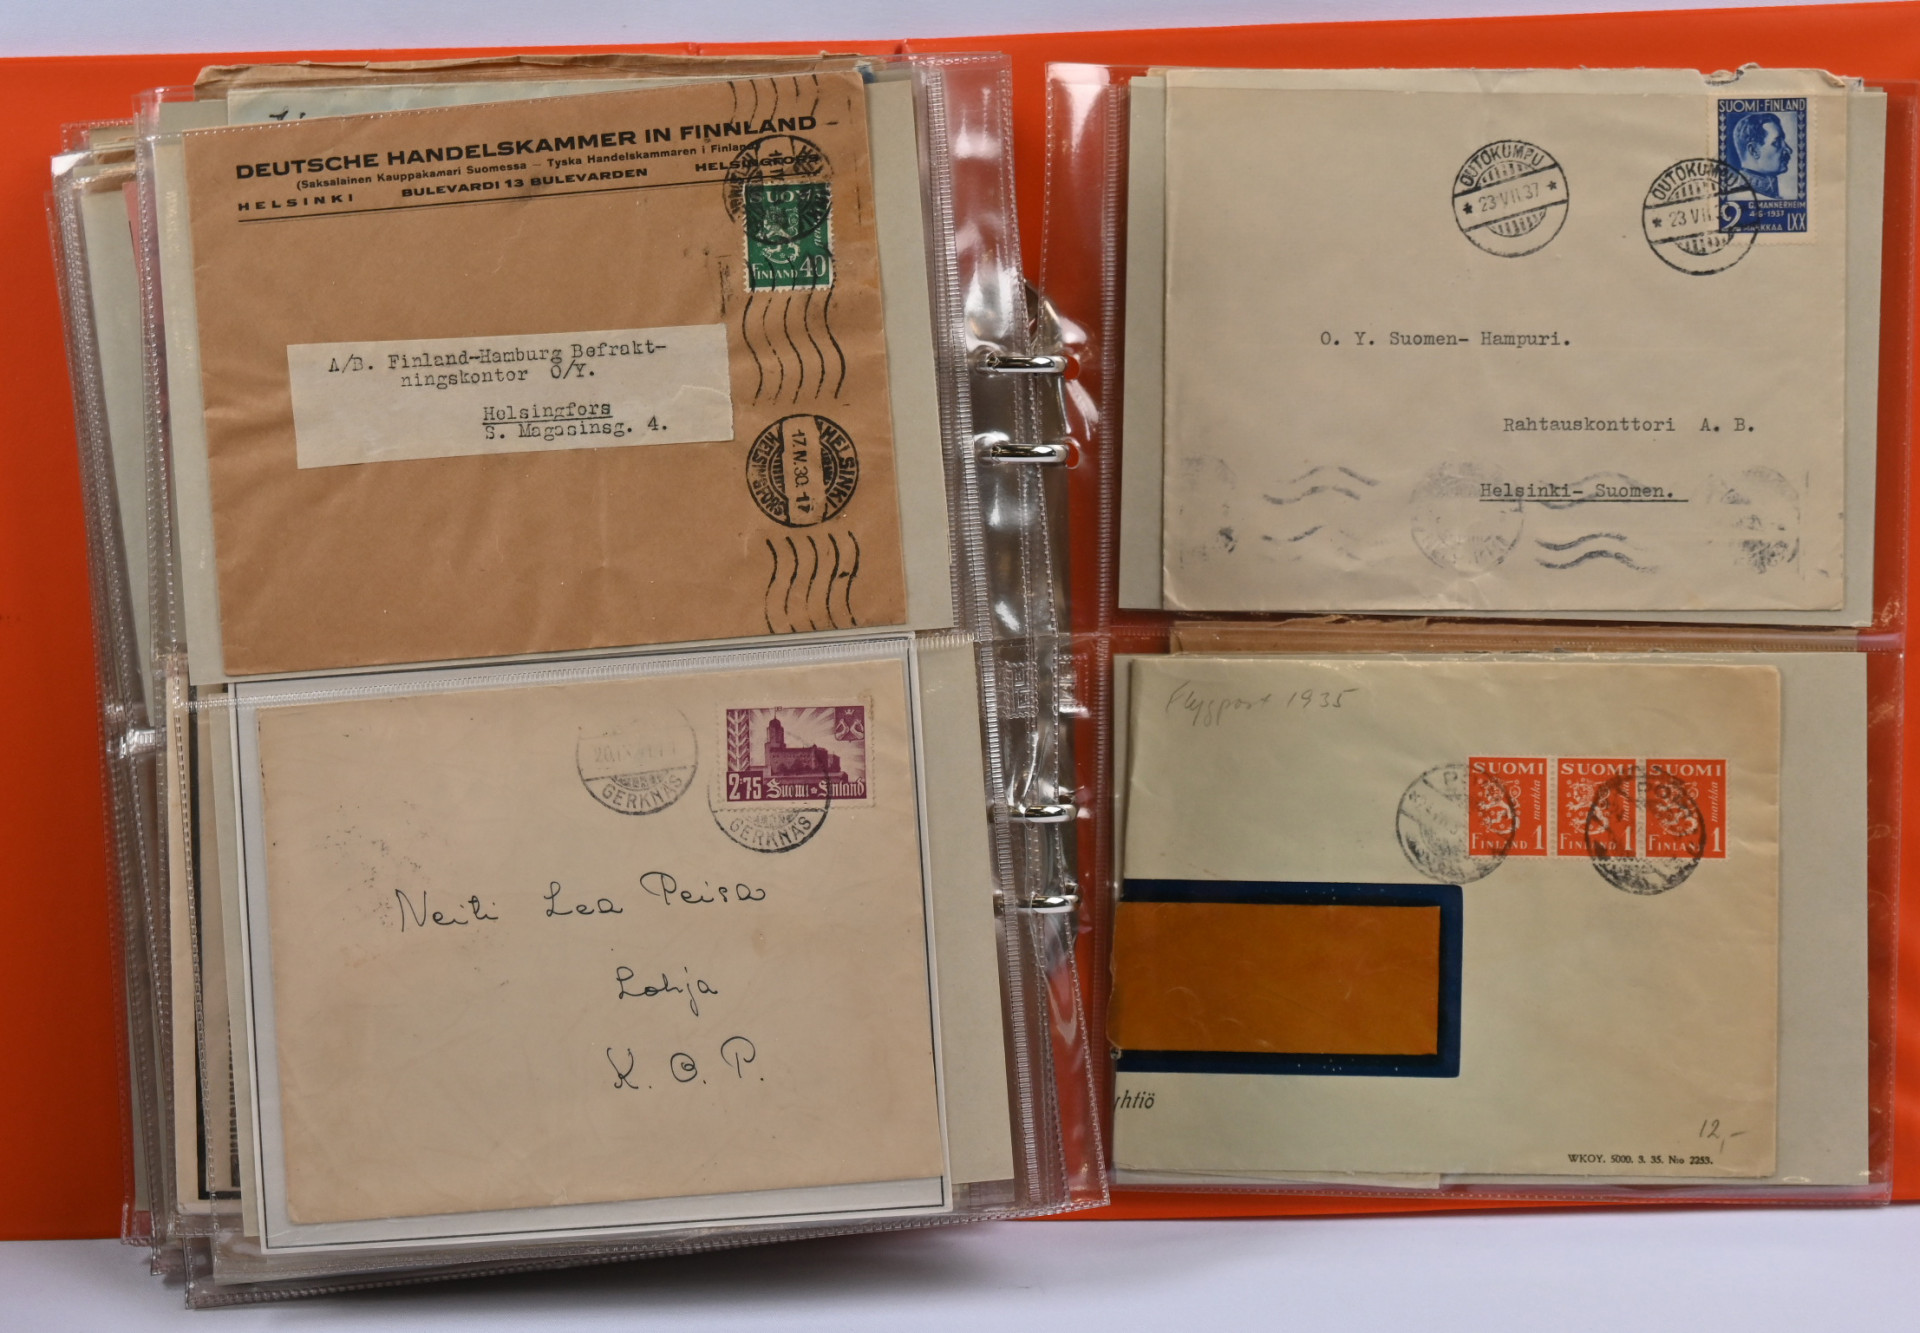 DEUTSCHE HANDELSKAMMER IN FINNLAND
(Saksalainen Kauppakamari Suomessa — Tyska Handelskammaren i Finland)
HELSINKI BULEVARDI 13 BULEVARDEN HELSINGFORS
SUOMI
FINLAND 40
A/B. Finland-Hamburg Befrakt-
ningskontor O/Y.
Helsingfors
S. Magasinsg. 4.
HELSINKI
17.IV.30.-17
HELSINGFORS
GERKNÄS
2.75 Suomi Finland
GERKNÄS
Neiti Lea Peisa
Lohja
K. O. P.
SUOMI-FINLAND
G. MANNERHEIM
4-6-1937
2 MARKKAA LXX
OUTOKUMPU
23 VII 37
OUTOKUMPU
23 VII
O. Y. Suomen- Hampuri.
Rahtauskonttori A. B.
Helsinki- Suomen.
Flygpost 1935
SUOMI SUOMI SUOMI
markka markka
FINLAND 1 FINLAND 1 FINLAND 1
yhtiö
12,-
WKOY. 5000. 3. 35. N:o 2253.